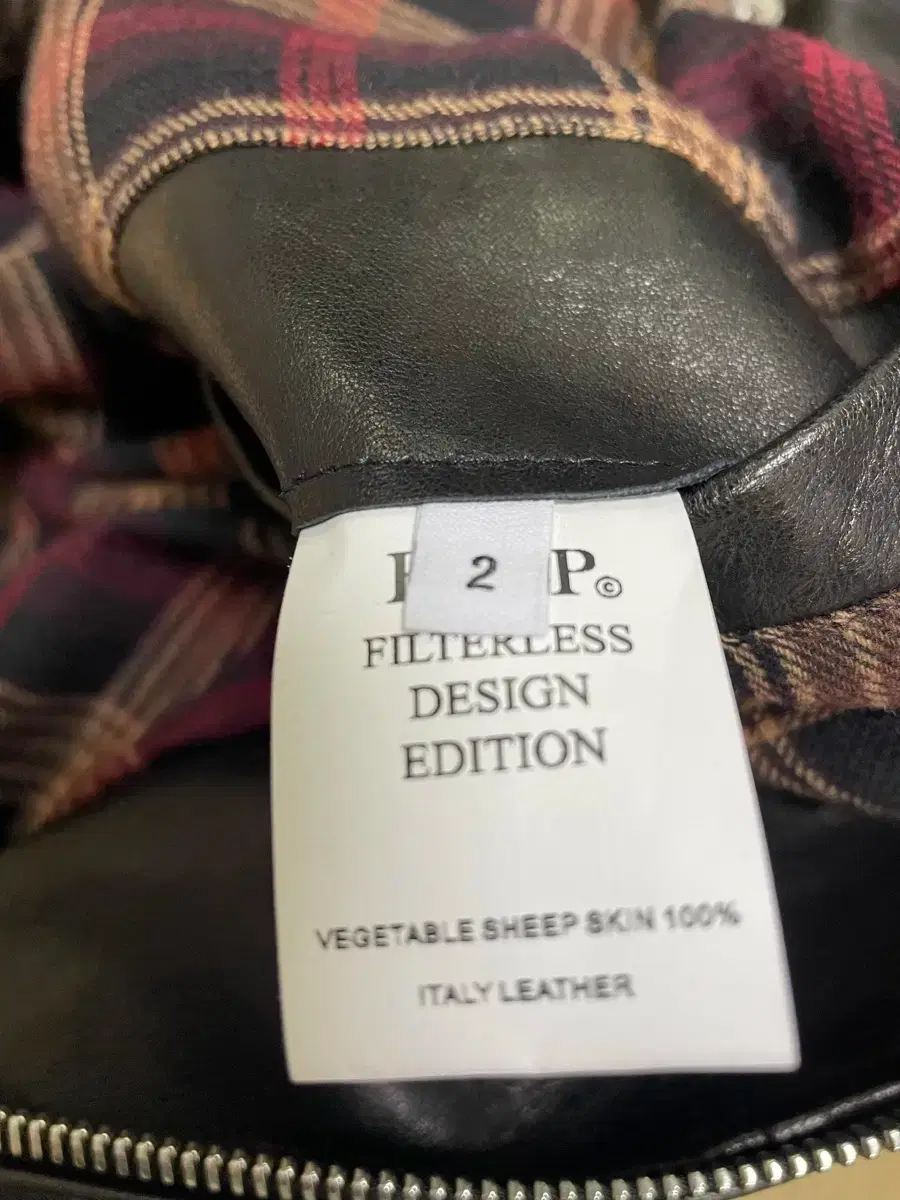 2
FILTERLESS
DESIGN
EDITION
VEGETABLE SHEEP SKIN 100%
ITALY LEATHER